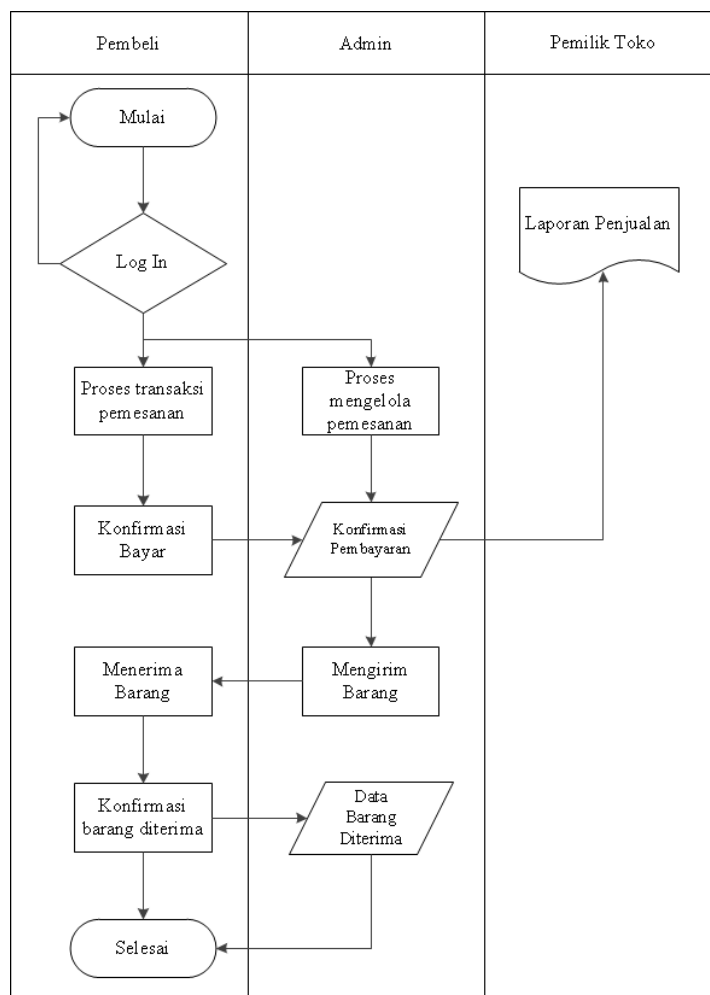 Pembeli
Admin
Pemilik Toko
Mulai
Log In
Laporan Penjualan
Proses transaksi
pemesanan
Proses
mengelola
pemesanan
Konfirmasi
Bayar
Konfirmasi
Pembayaran
Menerima
Barang
Mengirim
Barang
Konfirmasi
barang diterima
Data
Barang
Diterima
Selesai